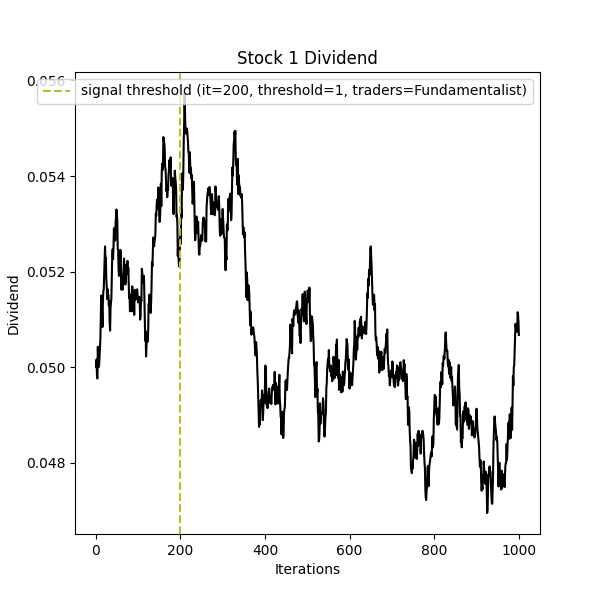 Stock 1 Dividend
signal threshold (it=200, threshold=1, traders=Fundamentalist)
0.056
0.054
0.052
0.050
0.048
Dividend
0 200 400 600 800 1000
Iterations